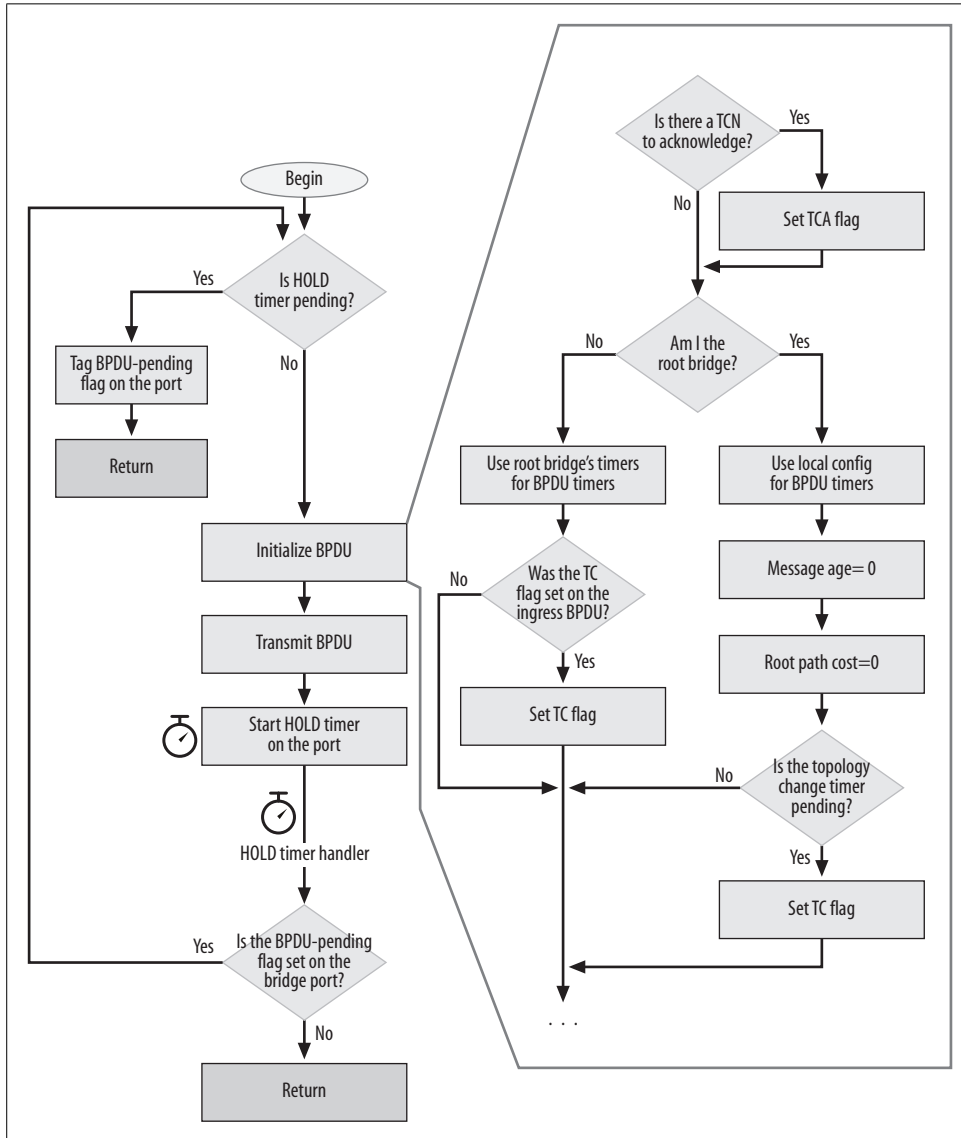 Begin
Is HOLD
timer pending?
Yes
Tag BPDU-pending
flag on the port
Return
No
Initialize BPDU
Transmit BPDU
Start HOLD timer
on the port
HOLD timer handler
Is the BPDU-pending
flag set on the
bridge port?
Yes
No
Return
Is there a TCN
to acknowledge?
Yes
Set TCA flag
No
Am I the
root bridge?
No
Yes
Use root bridge's timers
for BPDU timers
Was the TC
flag set on the
ingress BPDU?
No
Yes
Set TC flag
Use local config
for BPDU timers
Message age= 0
Root path cost=0
Is the topology
change timer
pending?
No
Yes
Set TC flag
. . .